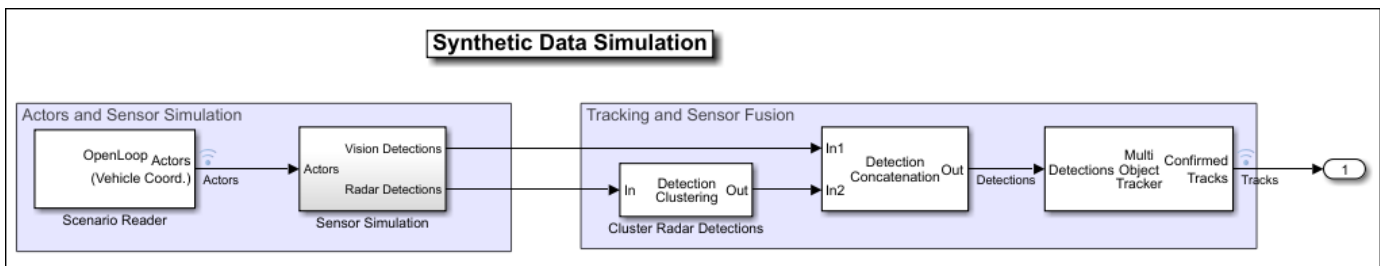 Synthetic Data Simulation
Actors and Sensor Simulation
OpenLoop Actors
(Vehicle Coord.)
Actors
Scenario Reader
Actors
Vision Detections
Radar Detections
Sensor Simulation
Tracking and Sensor Fusion
In
Detection
Clustering
Out
Cluster Radar Detections
In1
In2
Detection
Concatenation
Out
Detections
Detections
Multi
Object
Tracker
Confirmed
Tracks
Tracks
1